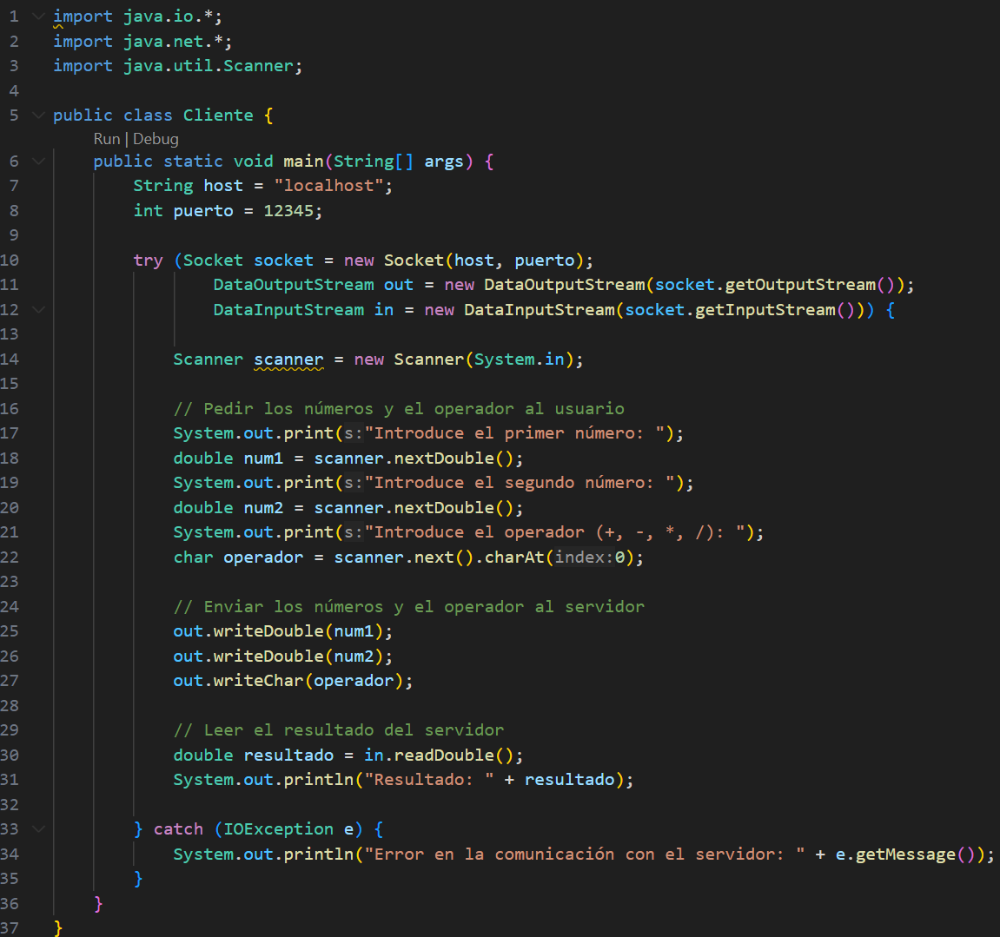 1 import java.io.*;
2 import java.net.*;
3 import java.util.Scanner;
4
5 public class Cliente {
Run | Debug
6 public static void main(String[] args) {
7 String host = "localhost";
8 int puerto = 12345;
9
10 try (Socket socket = new Socket(host, puerto);
11 DataOutputStream out = new DataOutputStream(socket.getOutputStream());
12 DataInputStream in = new DataInputStream(socket.getInputStream())) {
13
14 Scanner scanner = new Scanner(System.in);
15
16 // Pedir los números y el operador al usuario
17 System.out.print(s:"Introduce el primer número: ");
18 double num1 = scanner.nextDouble();
19 System.out.print(s:"Introduce el segundo número: ");
20 double num2 = scanner.nextDouble();
21 System.out.print(s:"Introduce el operador (+, -, *, /): ");
22 char operador = scanner.next().charAt(index:0);
23
24 // Enviar los números y el operador al servidor
25 out.writeDouble(num1);
26 out.writeDouble(num2);
27 out.writeChar(operador);
28
29 // Leer el resultado del servidor
30 double resultado = in.readDouble();
31 System.out.println("Resultado: " + resultado);
32
33 } catch (IOException e) {
34 System.out.println("Error en la comunicación con el servidor: " + e.getMessage());
35 }
36 }
37 }